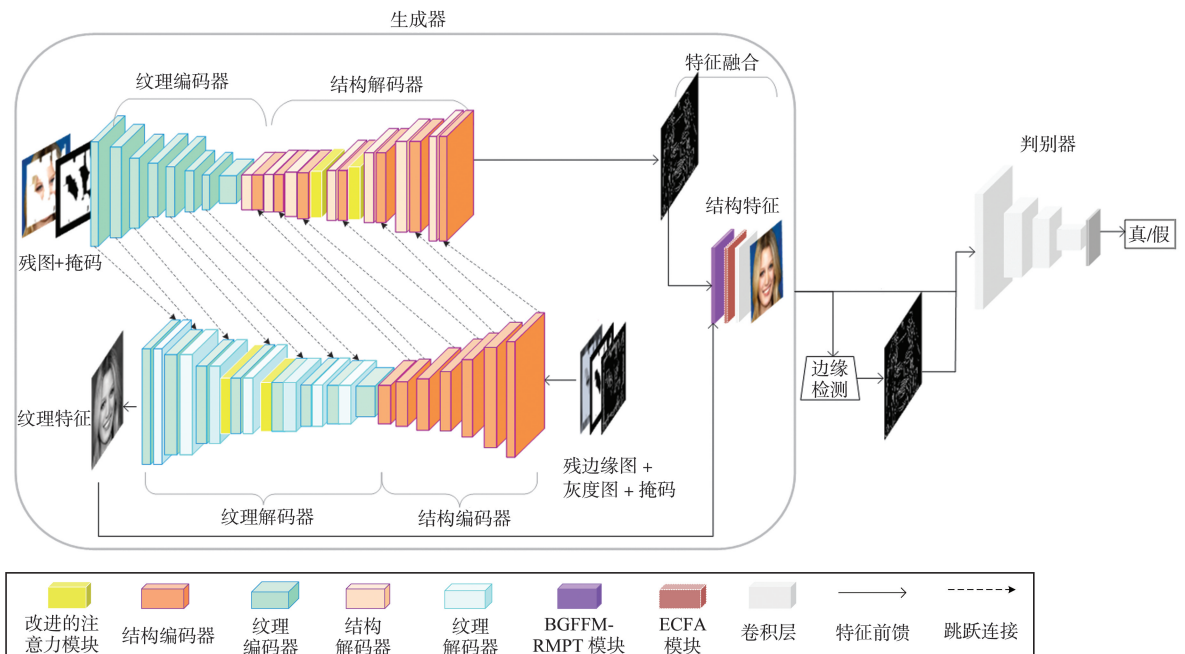 生成器
特征融合
纹理编码器
结构解码器
判别器
结构特征
真/假
残图+掩码
边缘
检测
纹理特征
残边缘图 +
灰度图 + 掩码
纹理解码器
结构编码器
改进的注
意力模块
结构编码器
纹理
编码器
结构
解码器
纹理
解码器
BGFFM-
RMPT 模块
ECFA
模块
卷积层
特征前馈
跳跃连接